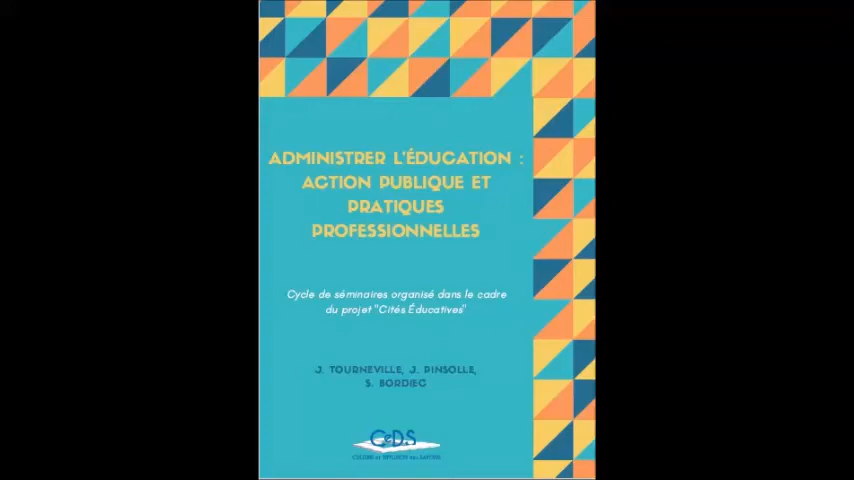 ADMINISTRER L'ÉDUCATION :
ACTION PUBLIQUE ET
PRATIQUES
PROFESSIONNELLES
Cycle de séminaires organisé dans le cadre
du projet "Cités Éducatives"
J. TOURNEVILLE, J. PINSOLLE,
S. BORDIEC
CeDS